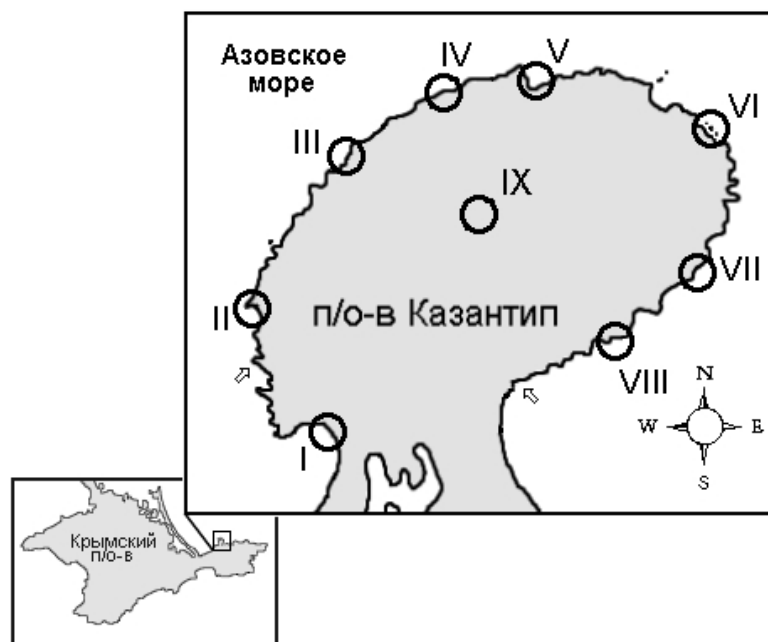 Азовское
море
IV
V
III
VI
IX
II
п/о-в Казантип
VII
VIII
I
N
W
E
S
Крымский
п/о-в